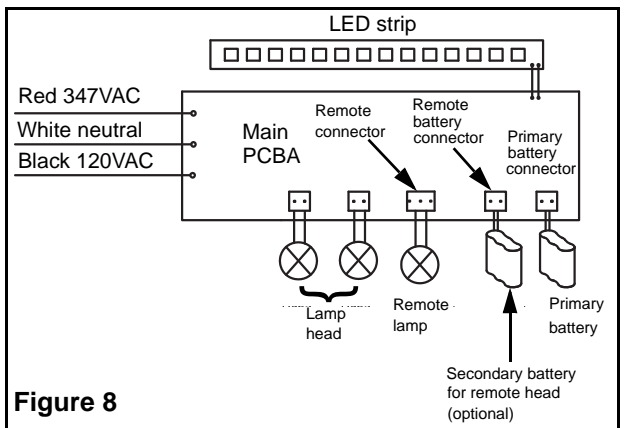 LED strip
Red 347VAC
White neutral
Black 120VAC
Main
PCBA
Remote
connector
Remote
battery
connector
Primary
battery
connector
Lamp
head
Remote
lamp
Primary
battery
Secondary battery
for remote head
(optional)
Figure 8